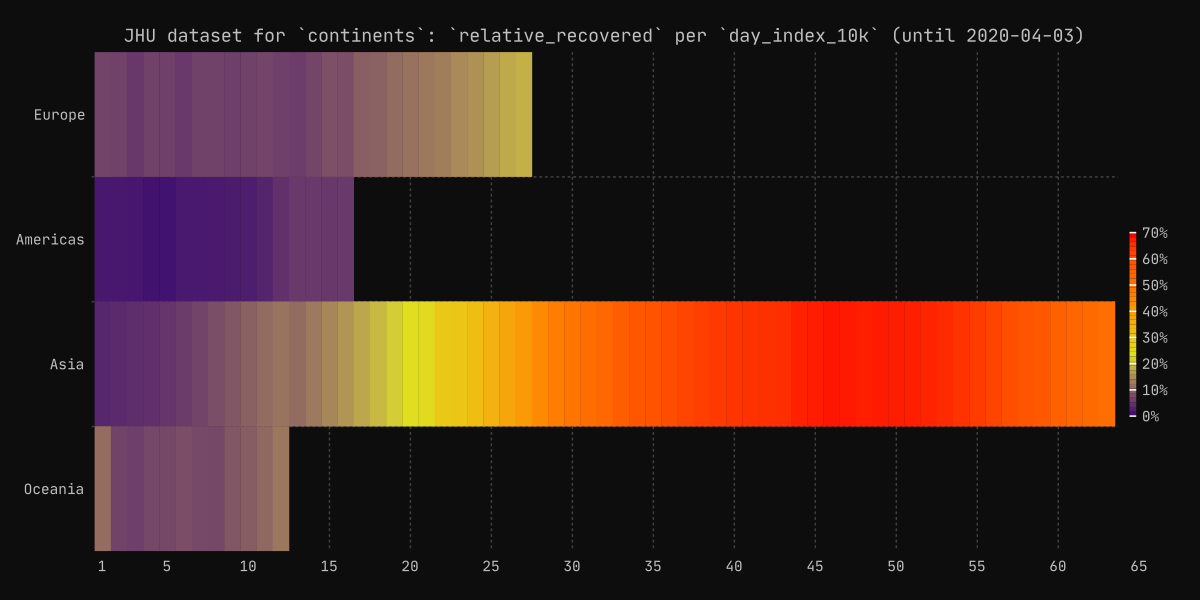 JHU dataset for `continents`: `relative_recovered` per `day_index_10k` (until 2020-04-03)
Europe
Americas
Asia
Oceania
70%
60%
50%
40%
30%
20%
10%
0%
1 5 10 15 20 25 30 35 40 45 50 55 60 65